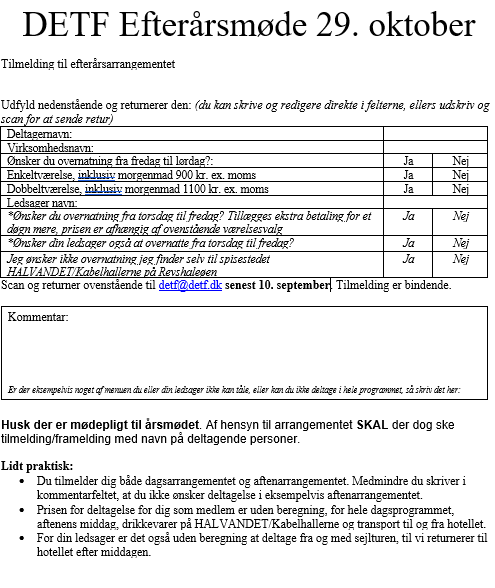 DETF Efterårsmøde 29. oktober
Tilmelding til efterårsarrangementet
Udfyld nedenstående og returnerer den: (du kan skrive og redigere direkte i felterne, ellers udskriv og
scan for at sende retur)
Deltagernavn:
Virksomhedsnavn:
Ønsker du overnatning fra fredag til lørdag?: Ja Nej
Enkeltværelse, inklusiv morgenmad 900 kr. ex. moms Ja Nej
Dobbeltværelse, inklusiv morgenmad 1100 kr. ex. moms Ja Nej
Ledsager navn:
*Ønsker du overnatning fra torsdag til fredag? Tillægges ekstra betaling for et Ja Nej
døgn mere, prisen er afhængig af ovenstående værelsesvalg
*Ønsker din ledsager også at overnatte fra torsdag til fredag? Ja Nej
Jeg ønsker ikke overnatning jeg finder selv til spisestedet Ja Nej
HALVANDET/Kabelhallerne på Revshaleøen
Scan og returner ovenstående til detf@detf.dk senest 10. september. Tilmelding er bindende.
Kommentar:
Er der eksempelvis noget af menuen du eller din ledsager ikke kan tåle, eller kan du ikke deltage i hele programmet, så skriv det her:
Husk der er mødepligt til årsmødet. Af hensyn til arrangementet SKAL der dog ske
tilmelding/framelding med navn på deltagende personer.
Lidt praktisk:
• Du tilmelder dig både dagsarrangementet og aftenarrangementet. Medmindre du skriver i
kommentarfeltet, at du ikke ønsker deltagelse i eksempelvis aftenarrangementet.
• Prisen for deltagelse for dig som medlem er uden beregning, for hele dagsprogrammet,
aftenens middag, drikkevarer på HALVANDET/Kabelhallerne og transport til og fra hotellet.
• For din ledsager er det også uden beregning at deltage fra og med sejlturen, til vi returnerer til
hotellet efter middagen.